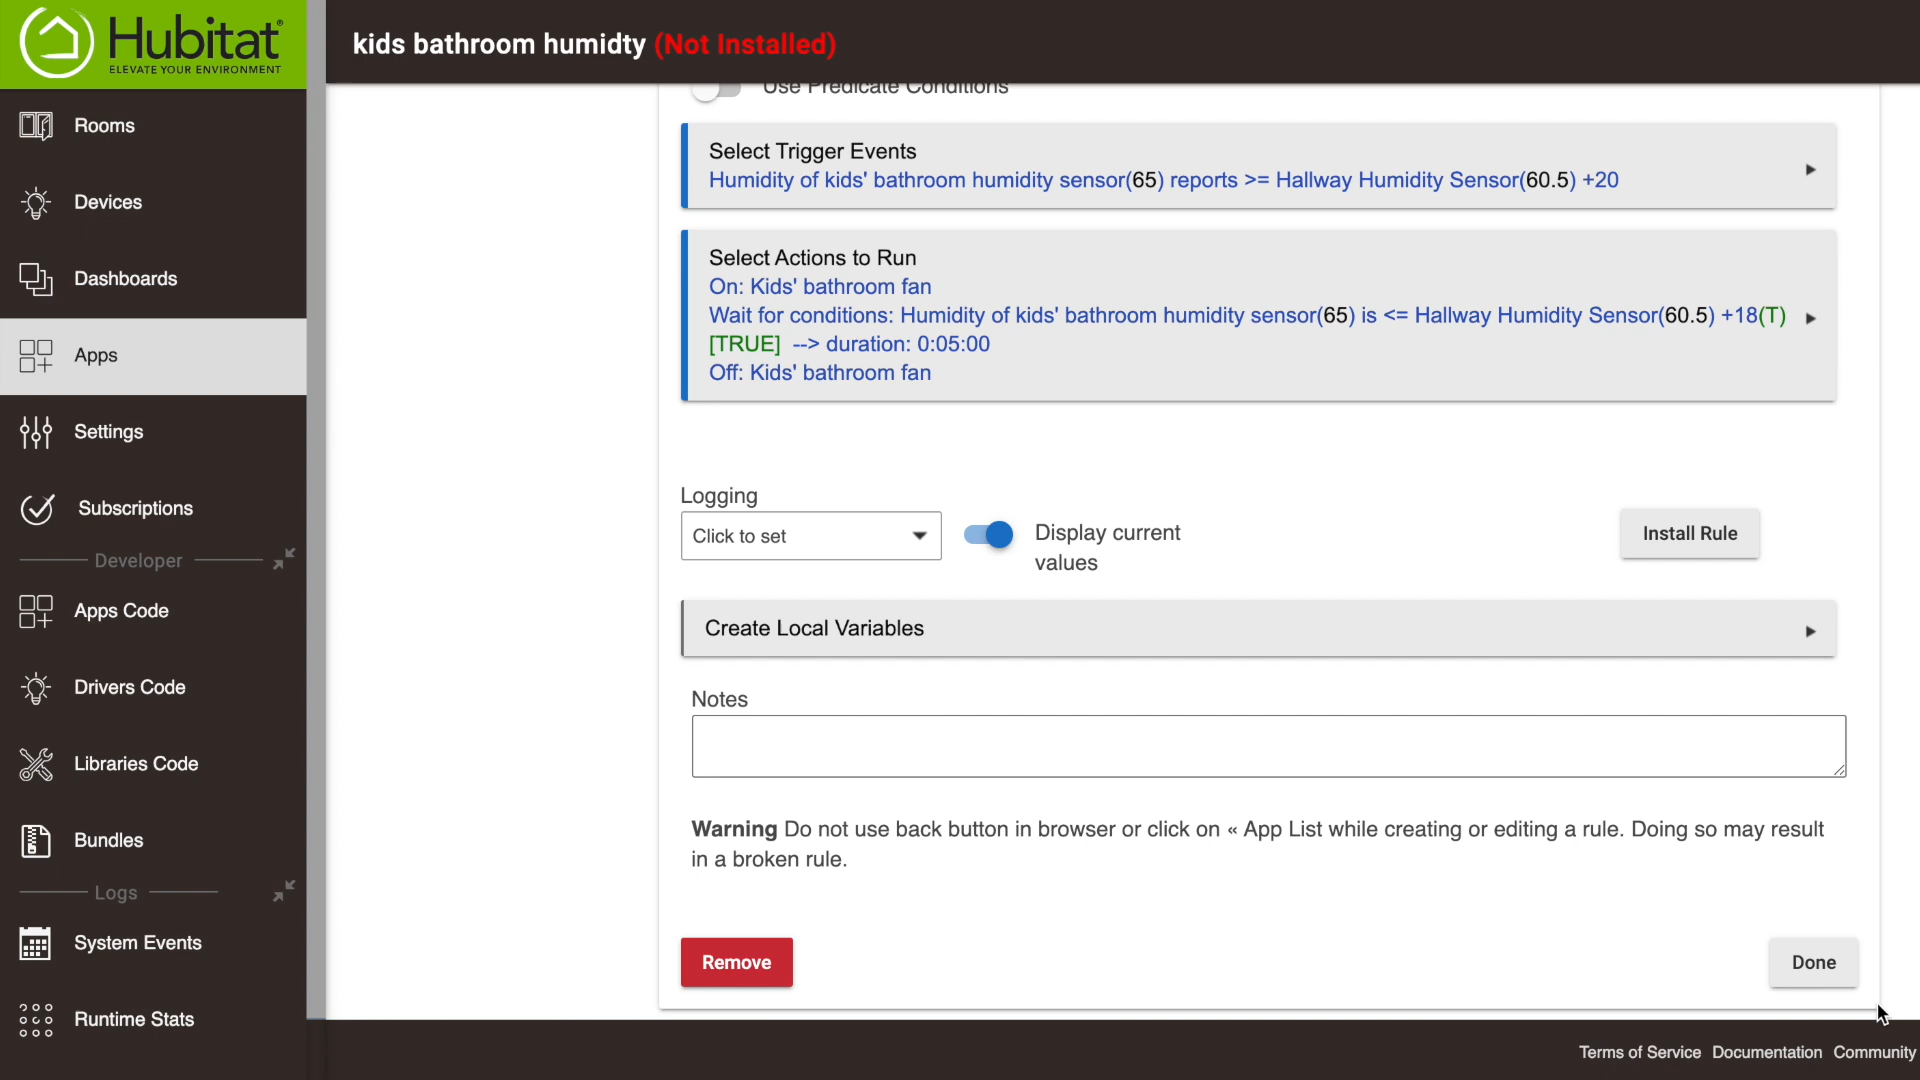 Hubitat®
ELEVATE YOUR ENVIRONMENT
kids bathroom humidty (Not Installed)
Rooms
Devices
Dashboards
Apps
Settings
Subscriptions
Developer
Apps Code
Drivers Code
Libraries Code
Bundles
Logs
System Events
Runtime Stats
Use Predicate Conditions
Select Trigger Events
Humidity of kids' bathroom humidity sensor(65) reports >= Hallway Humidity Sensor(60.5) +20
Select Actions to Run
On: Kids' bathroom fan
Wait for conditions: Humidity of kids' bathroom humidity sensor(65) is <= Hallway Humidity Sensor(60.5) +18(T)
[TRUE] --> duration: 0:05:00
Off: Kids' bathroom fan
Logging
Click to set
Display current
values
Install Rule
Create Local Variables
Notes
Warning Do not use back button in browser or click on « App List while creating or editing a rule. Doing so may result
in a broken rule.
Remove
Done
Terms of Service Documentation Community